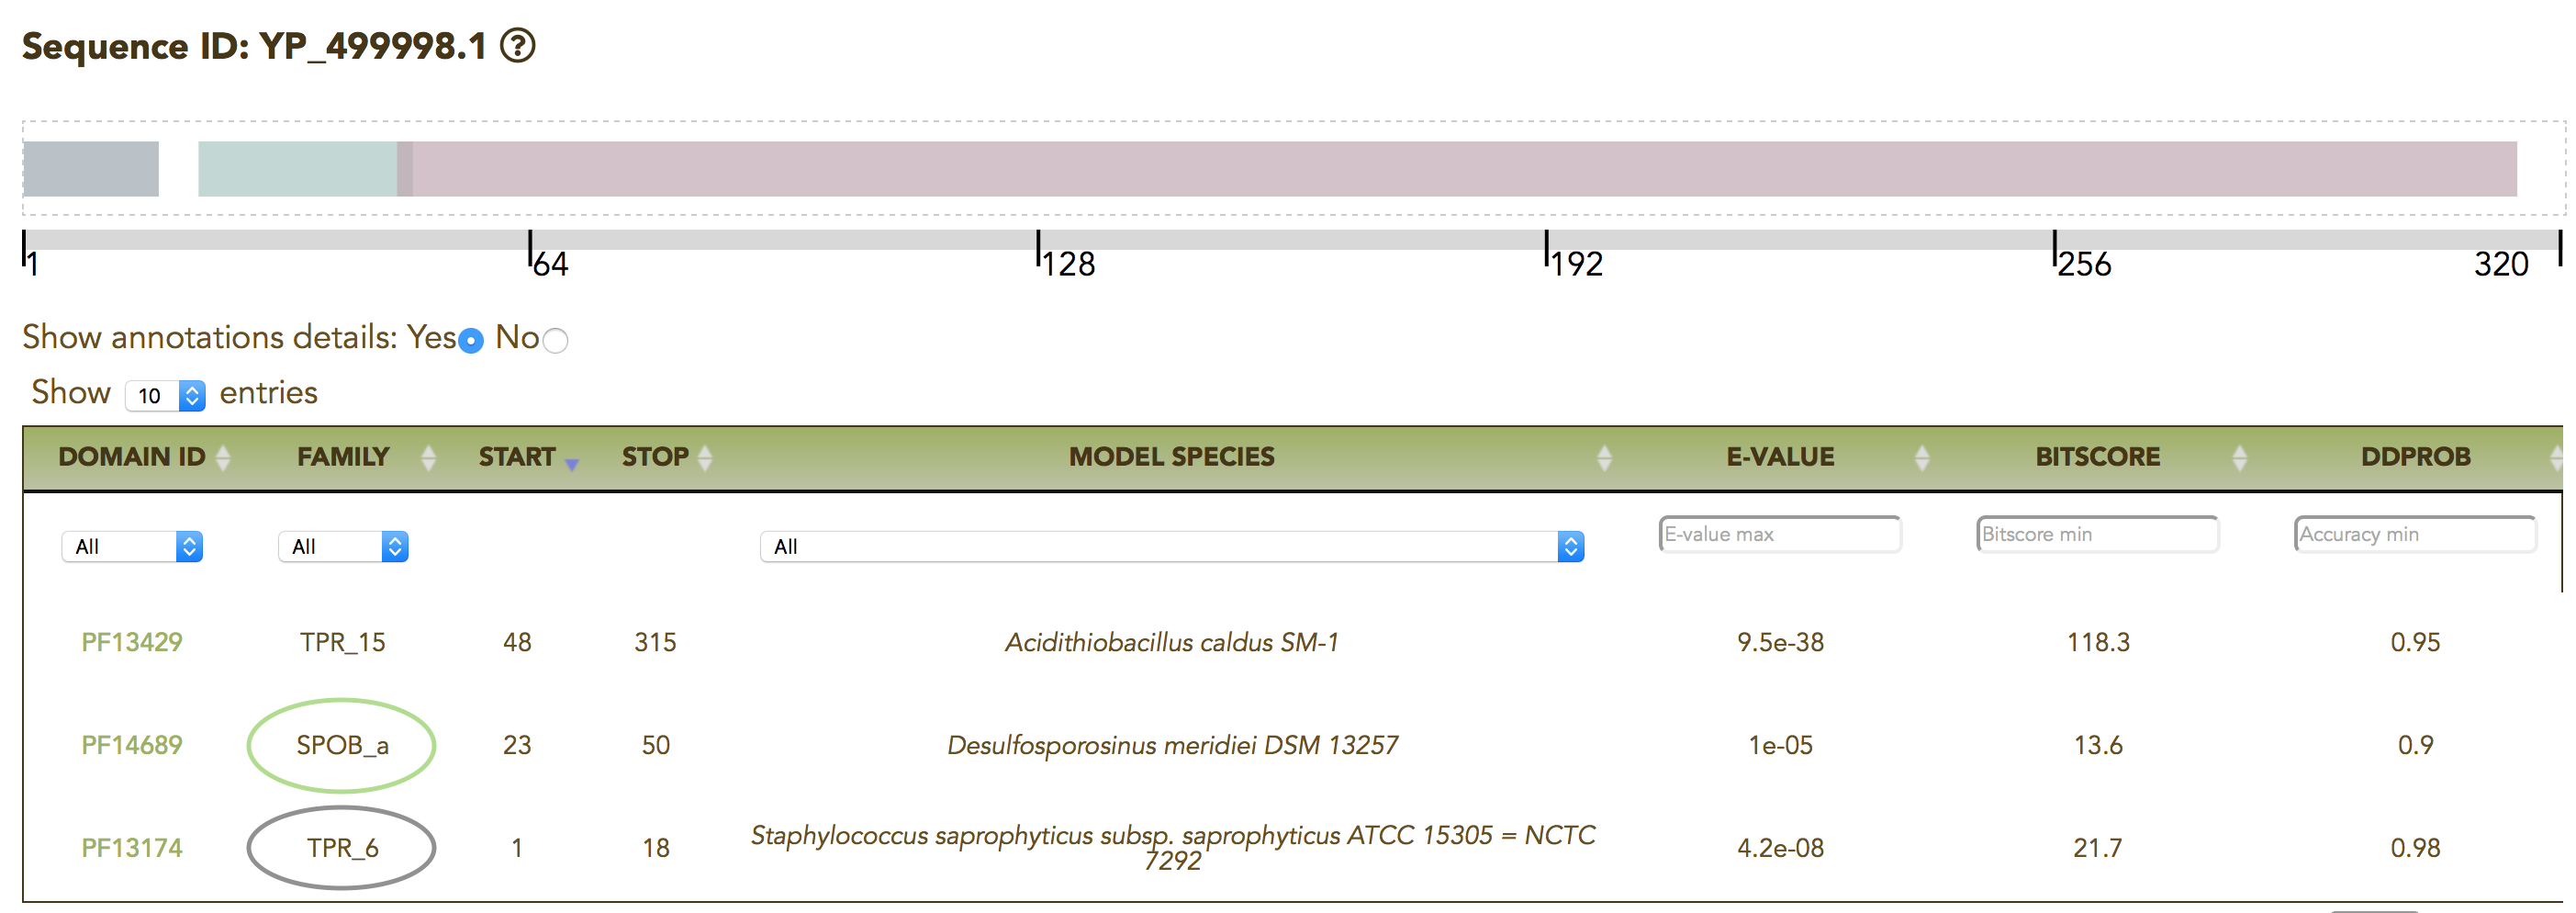 Sequence ID: YP_499998.1 ?
1 64 128 192 256 320
Show annotations details: Yes No
Show 10 entries
DOMAIN ID FAMILY START STOP MODEL SPECIES E-VALUE BITSCORE DDPROB
All All All E-value max Bitscore min Accuracy min
PF13429 TPR_15 48 315 Acidithiobacillus caldus SM-1 9.5e-38 118.3 0.95
PF14689 SPOB_a 23 50 Desulfosporosinus meridiei DSM 13257 1e-05 13.6 0.9
PF13174 TPR_6 1 18 Staphylococcus saprophyticus subsp. saprophyticus ATCC 15305 = NCTC 4.2e-08 21.7 0.98
7292